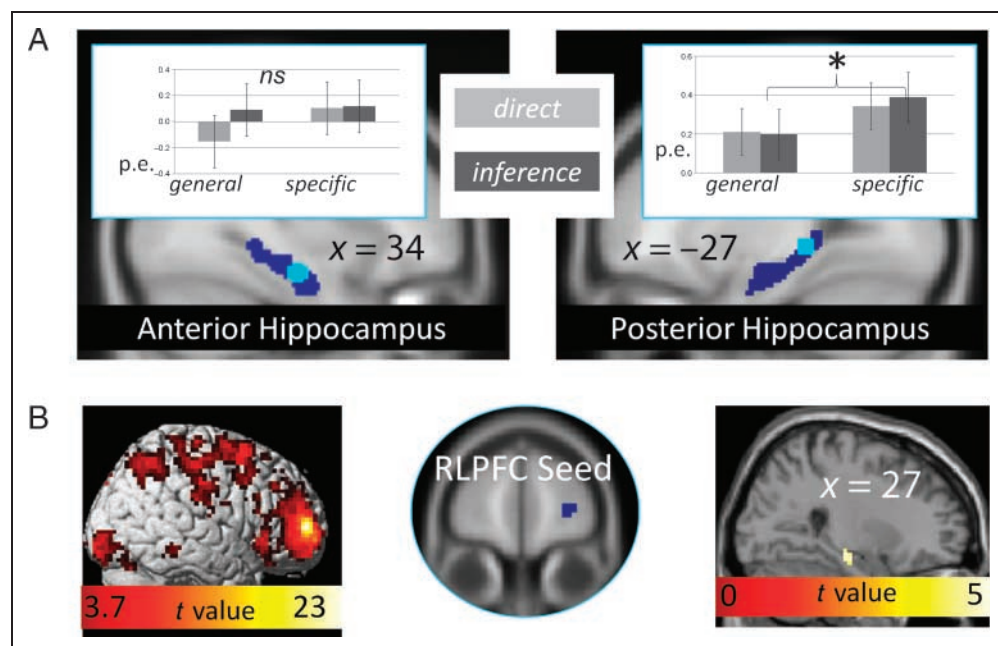 A
ns
0.4
0.2
0.0
-0.2
-0.4
p.e.
general specific
x = 34
Anterior Hippocampus
direct
inference
*
0.6
0.4
0.2
0.0
p.e.
general specific
x = −27
Posterior Hippocampus
B
3.7 t value 23
RLPFC Seed
x = 27
0 t value 5